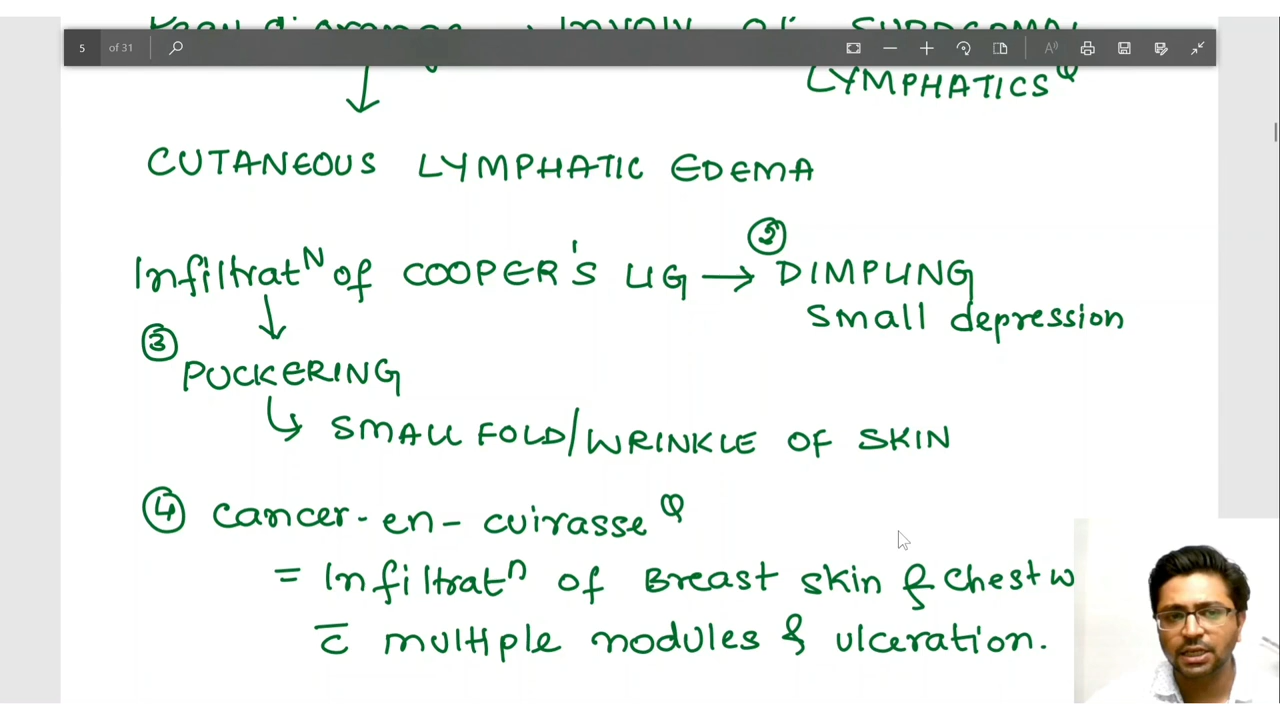 5 of 31
LYMPHATICS
CUTANEOUS LYMPHATIC EDEMA
②
Infiltratᴺ of COOPER'S LIG → DIMPLING
Small depression
③
PUCKERING
SMALL FOLD/WRINKLE OF SKIN
④ cancer-en-cuirasse
= Infiltratⁿ of Breast skin & chest w
c̅ multiple nodules & ulceration.